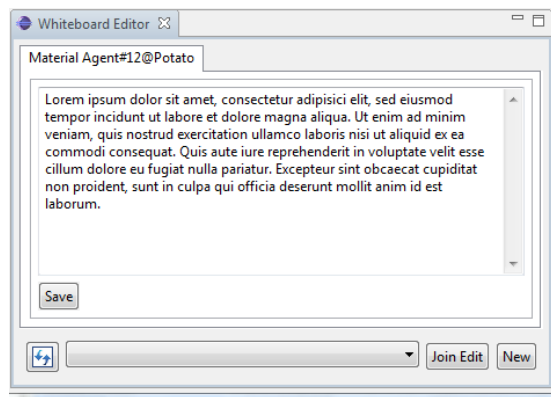 Whiteboard Editor
Material Agent#12@Potato
Lorem ipsum dolor sit amet, consectetur adipisici elit, sed eiusmod
tempor incidunt ut labore et dolore magna aliqua. Ut enim ad minim
veniam, quis nostrud exercitation ullamco laboris nisi ut aliquid ex ea
commodi consequat. Quis aute iure reprehenderit in voluptate velit esse
cillum dolore eu fugiat nulla pariatur. Excepteur sint obcaecat cupiditat
non proident, sunt in culpa qui officia deserunt mollit anim id est
laborum.
Save
Join Edit New